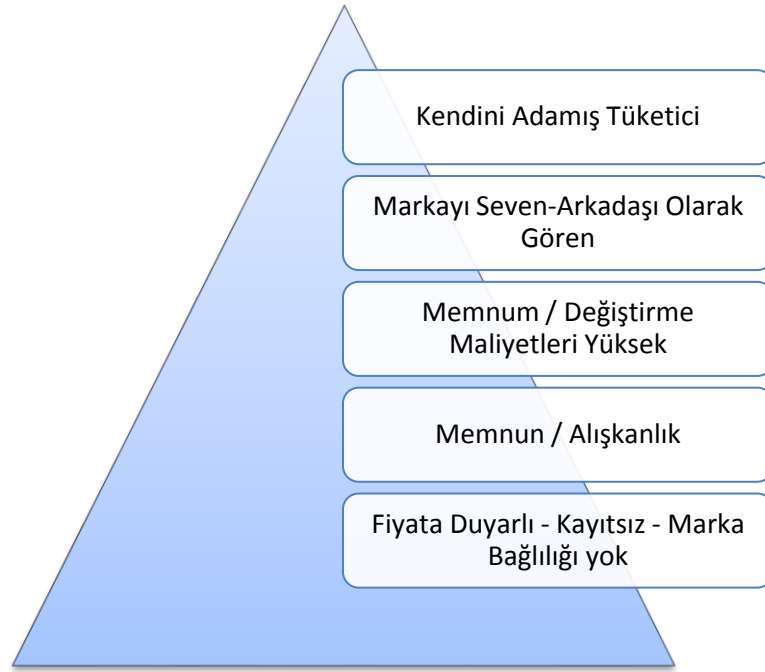 Kendini Adamış Tüketici
Markayı Seven-Arkadaşı Olarak
Gören
Memnum / Değiştirme
Maliyetleri Yüksek
Memnun / Alışkanlık
Fiyata Duyarlı - Kayıtsız - Marka
Bağlılığı yok